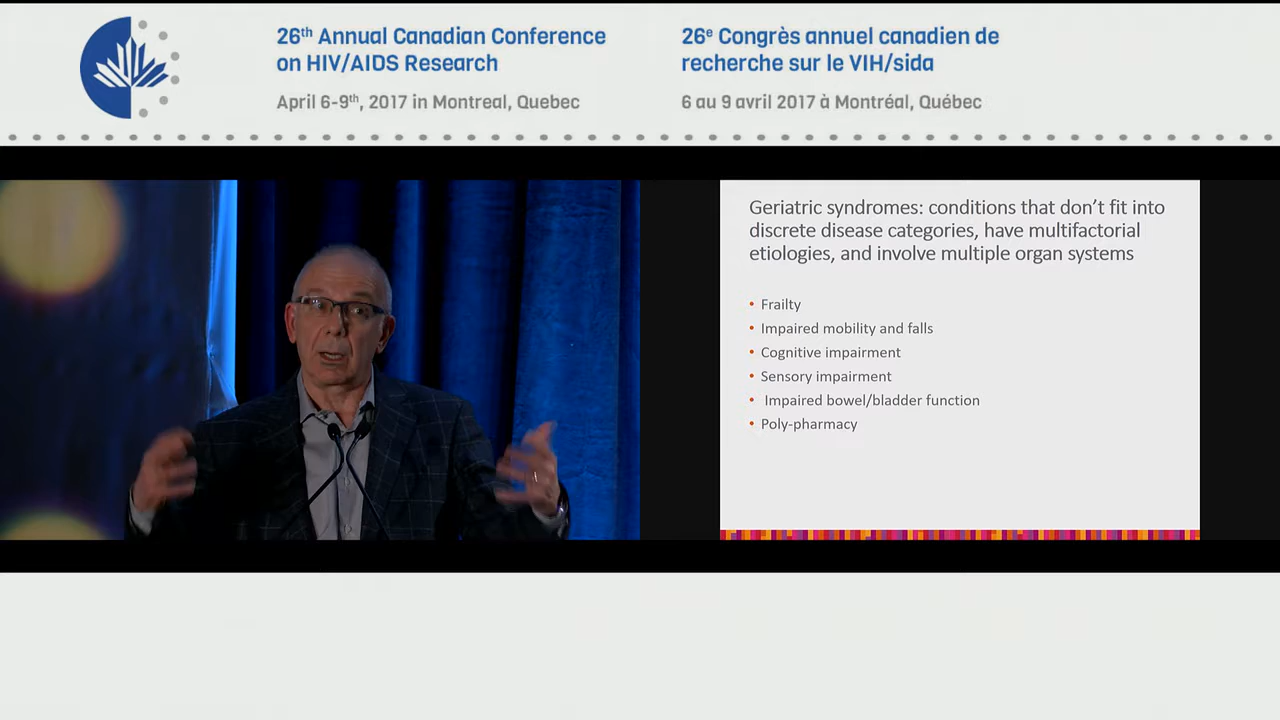 26th Annual Canadian Conference
on HIV/AIDS Research
April 6-9th, 2017 in Montreal, Quebec
26e Congrès annuel canadien de
recherche sur le VIH/sida
6 au 9 avril 2017 à Montréal, Québec
Geriatric syndromes: conditions that don't fit into
discrete disease categories, have multifactorial
etiologies, and involve multiple organ systems
• Frailty
• Impaired mobility and falls
• Cognitive impairment
• Sensory impairment
• Impaired bowel/bladder function
• Poly-pharmacy